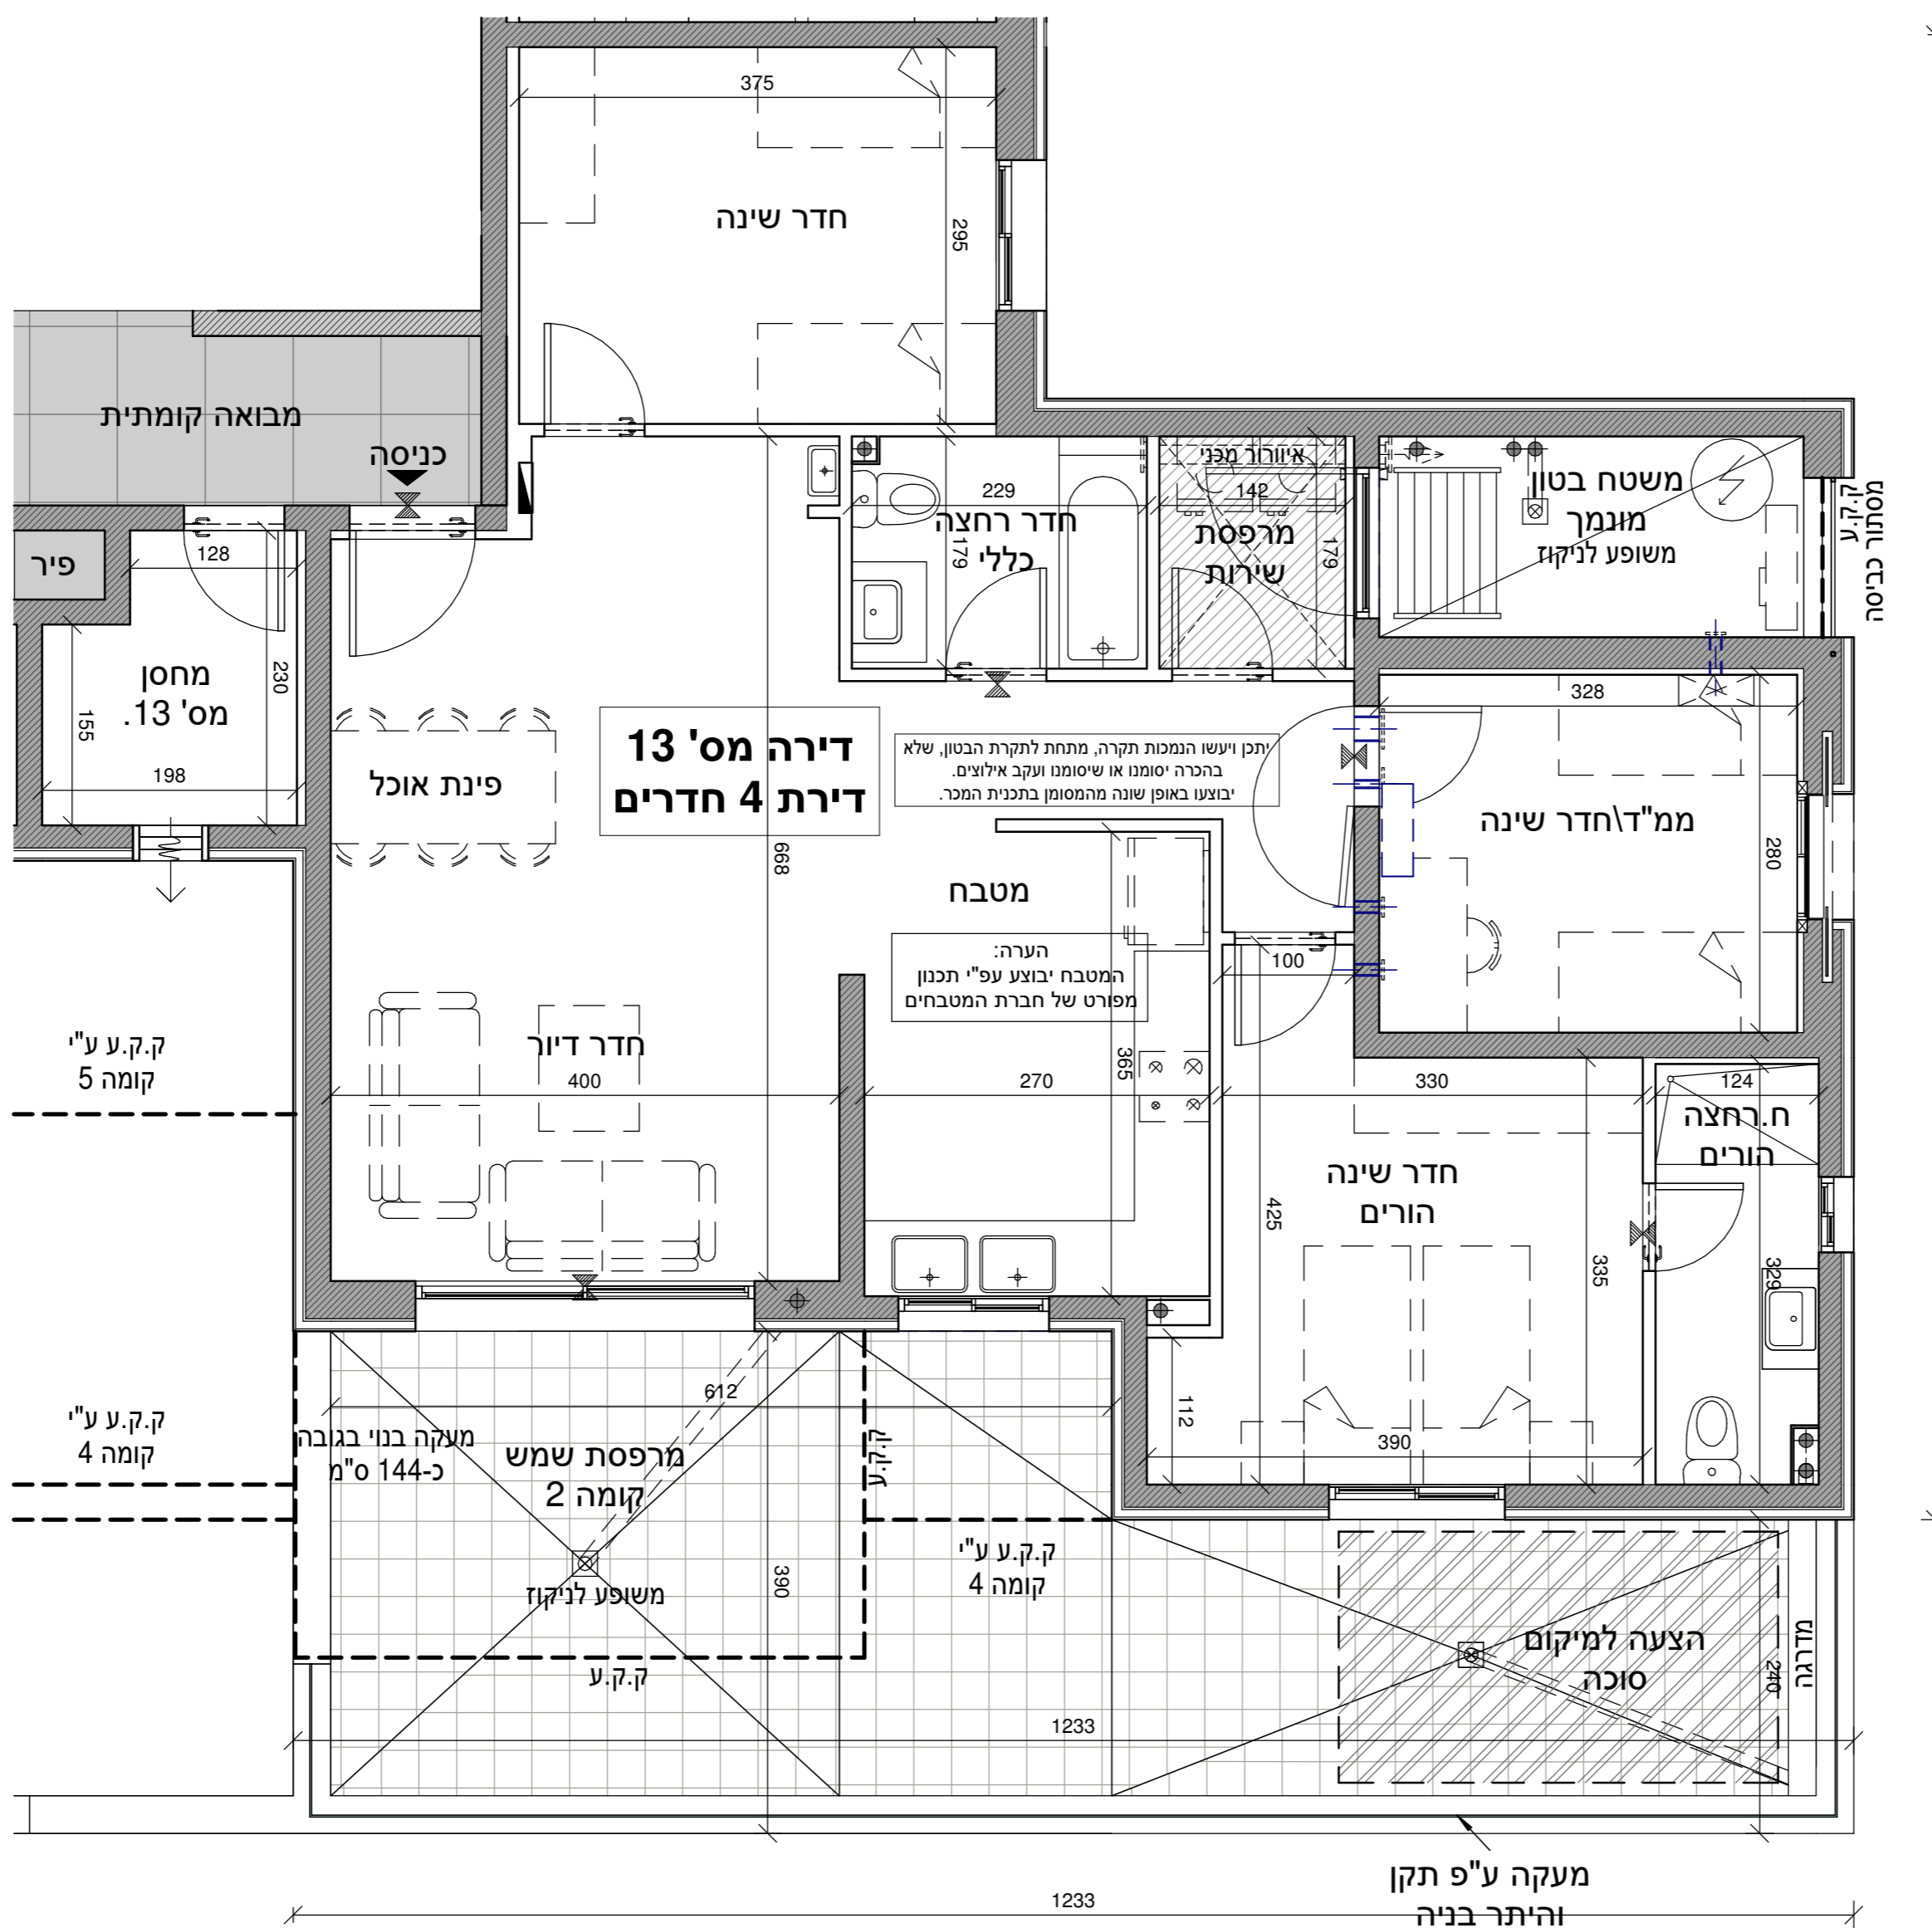 375
חדר שינה
295
מבואה קומתית
כניסה
פיר
128
מחסן
מס' 13.
230
155
198
איוורור מכני
229
142
חדר רחצה
כללי
179
מרפסת
שירות
179
משטח בטון
מונמך
משופע לניקוז
ק.ק.ע
מסתור כביסה
דירה מס' 13
דירת 4 חדרים
יתכן ויעשו הנמכות תקרה, מתחת לתקרת הבטון, שלא
בהכרה יסומנו או שיסומנו ועקב אילוצים.
יבוצעו באופן שונה מהמסומן בתכנית המכר.
פינת אוכל
668
328
ממ"ד\חדר שינה
280
מטבח
הערה:
המטבח יבוצע עפ"י תכנון
מפורט של חברת המטבחים
100
365
חדר דיור
400
270
330
124
ח.רחצה
הורים
חדר שינה
הורים
425
335
329
112
390
ק.ק.ע ע"י
קומה 5
ק.ק.ע ע"י
קומה 4
612
מעקה בנוי בגובה
כ-144 ס"מ
מרפסת שמש
קומה 2
ק.ק.ע
משופע לניקוז
390
ק.ק.ע ע"י
קומה 4
ק.ק.ע
הצעה למיקום
סוכה
240
מדרגה
1233
מעקה ע"פ תקן
והיתר בניה
1233